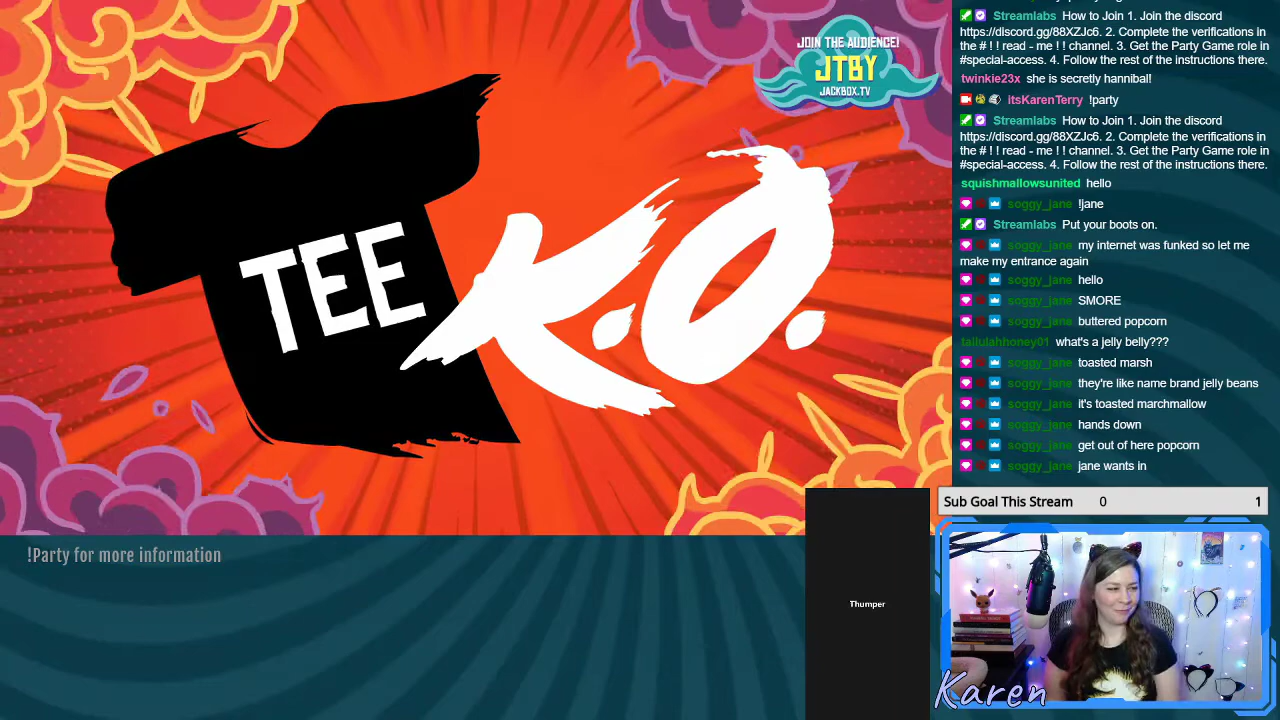 JOIN THE AUDIENCE!
JTBY
JACKBOX.TV
TEE
K.O.
!Party for more information
Thumper
Streamlabs How to Join 1. Join the discord
https://discord.gg/88XZJc6. 2. Complete the verifications
in the # ! ! read - me ! ! channel. 3. Get the Party Game role in
#special-access. 4. Follow the rest of the instructions there.
twinkie23x she is secretly hannibal!
itsKarenTerry !party
Streamlabs How to Join 1. Join the discord
https://discord.gg/88XZJc6. 2. Complete the verifications
in the # ! ! read - me ! ! channel. 3. Get the Party Game role in
#special-access. 4. Follow the rest of the instructions there.
squishmallowsunited hello
soggy_jane !jane
Streamlabs Put your boots on.
soggy_jane my internet was funked so let me
make my entrance again
soggy_jane hello
soggy_jane SMORE
soggy_jane buttered popcorn
tallulahhoney01 what's a jelly belly???
soggy_jane toasted marsh
soggy_jane they're like name brand jelly beans
soggy_jane it's toasted marchmallow
soggy_jane hands down
soggy_jane get out of here popcorn
soggy_jane jane wants in
Sub Goal This Stream 0 1
Karen